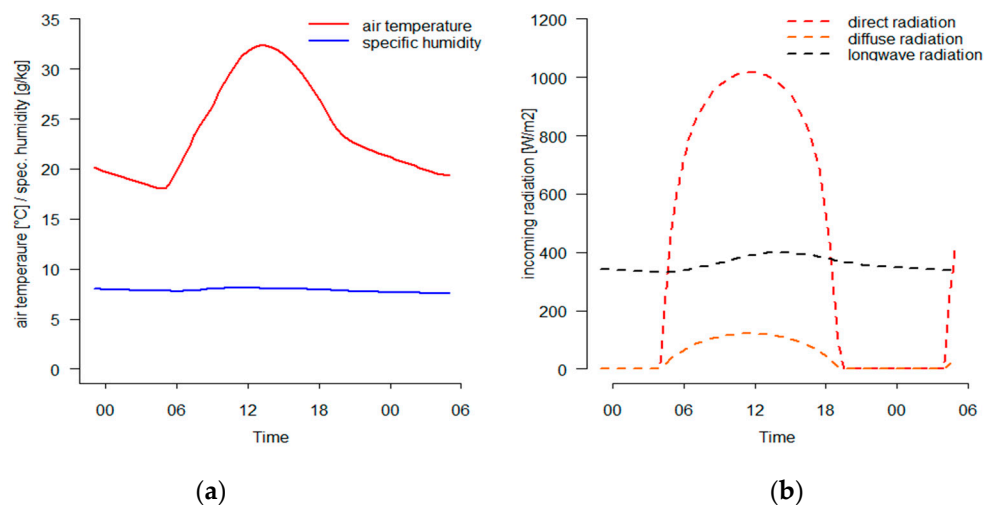 35
30
25
20
15
10
5
0
air temperaure [°C] / spec. humidity [g/kg]
air temperature
specific humidity
00 06 12 18 00 06
Time
(a)
1200
1000
800
600
400
200
0
incoming radiation [W/m2]
direct radiation
diffuse radiation
longwave radiation
00 06 12 18 00 06
Time
(b)